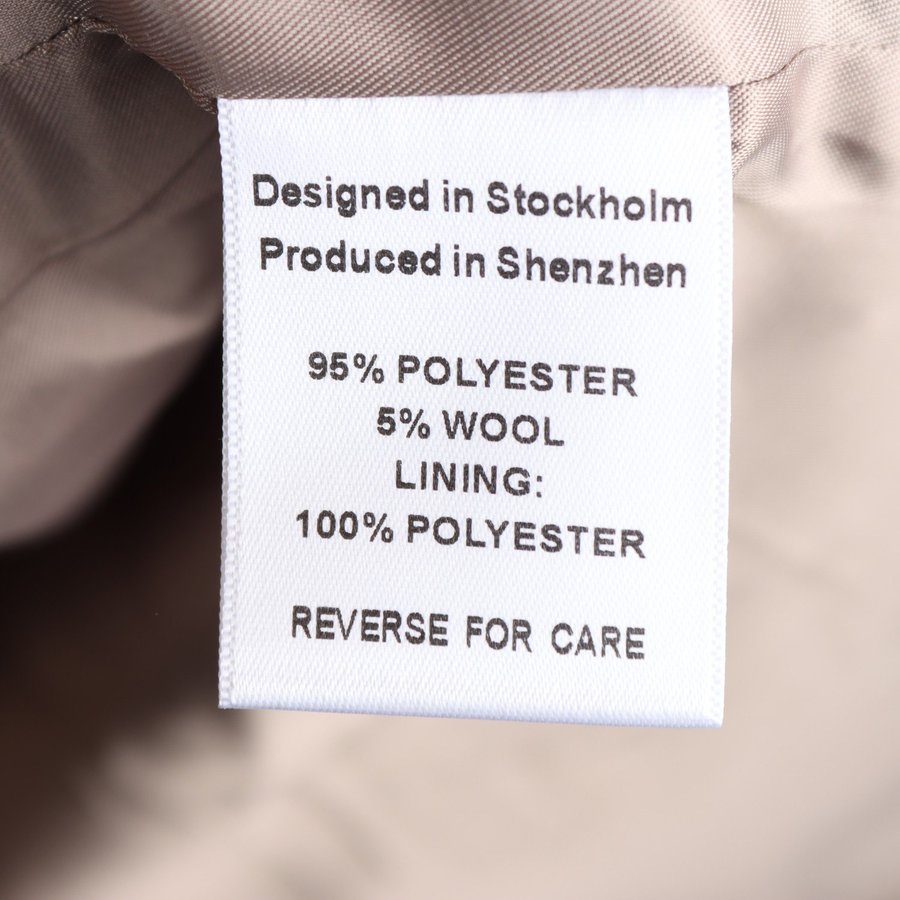 Designed in Stockholm
Produced in Shenzhen
95% POLYESTER
5% WOOL
LINING:
100% POLYESTER
REVERSE FOR CARE